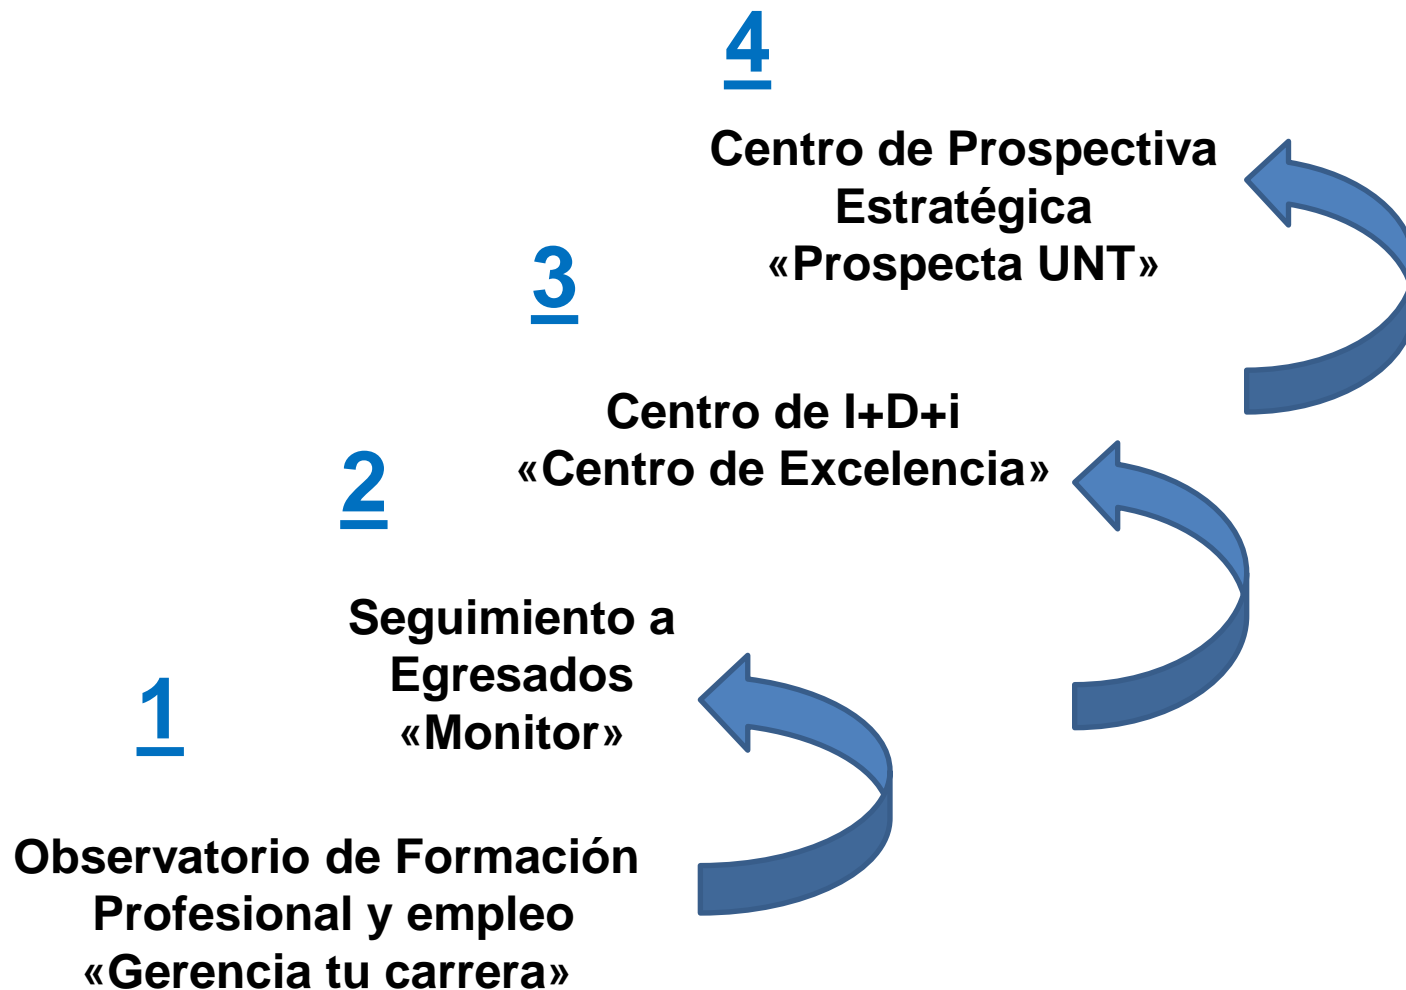 4
Centro de Prospectiva
Estratégica
«Prospecta UNT»
3
Centro de I+D+i
«Centro de Excelencia»
2
Seguimiento a
Egresados
«Monitor»
1
Observatorio de Formación
Profesional y empleo
«Gerencia tu carrera»